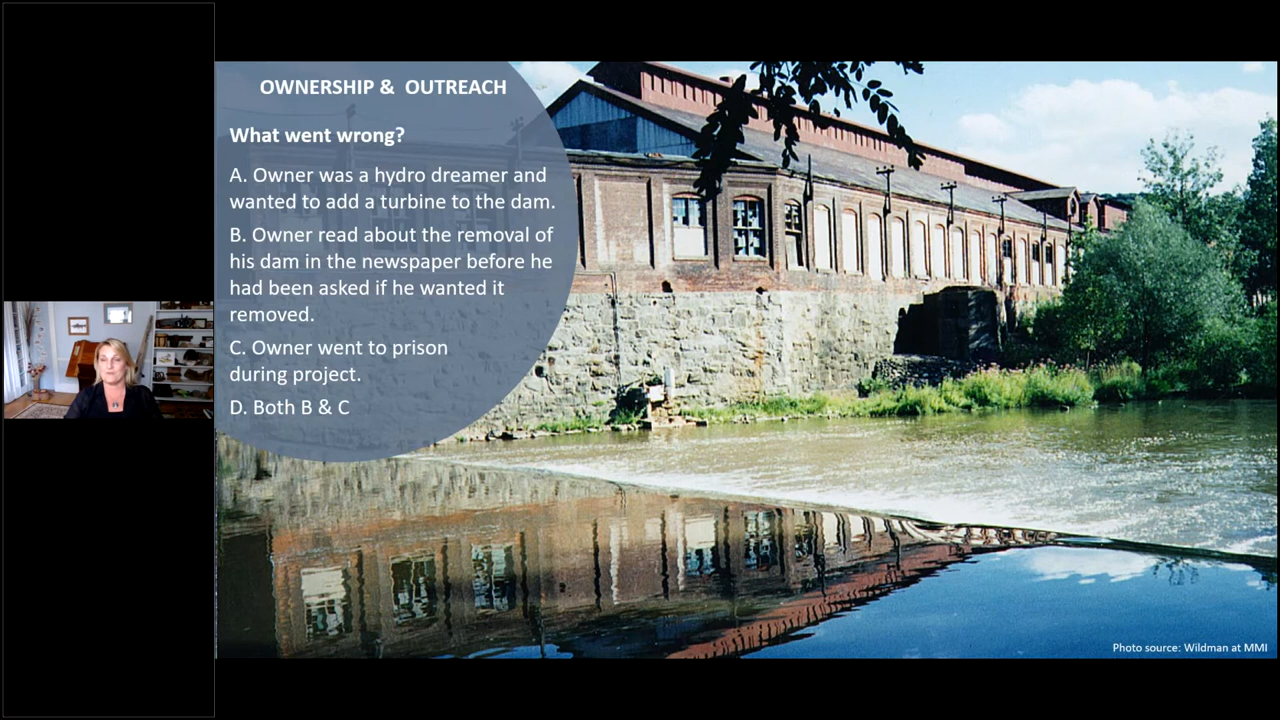 OWNERSHIP & OUTREACH
What went wrong?
A. Owner was a hydro dreamer and
wanted to add a turbine to the dam.
B. Owner read about the removal of
his dam in the newspaper before he
had been asked if he wanted it
removed.
C. Owner went to prison
during project.
D. Both B & C
Photo source: Wildman at MMI